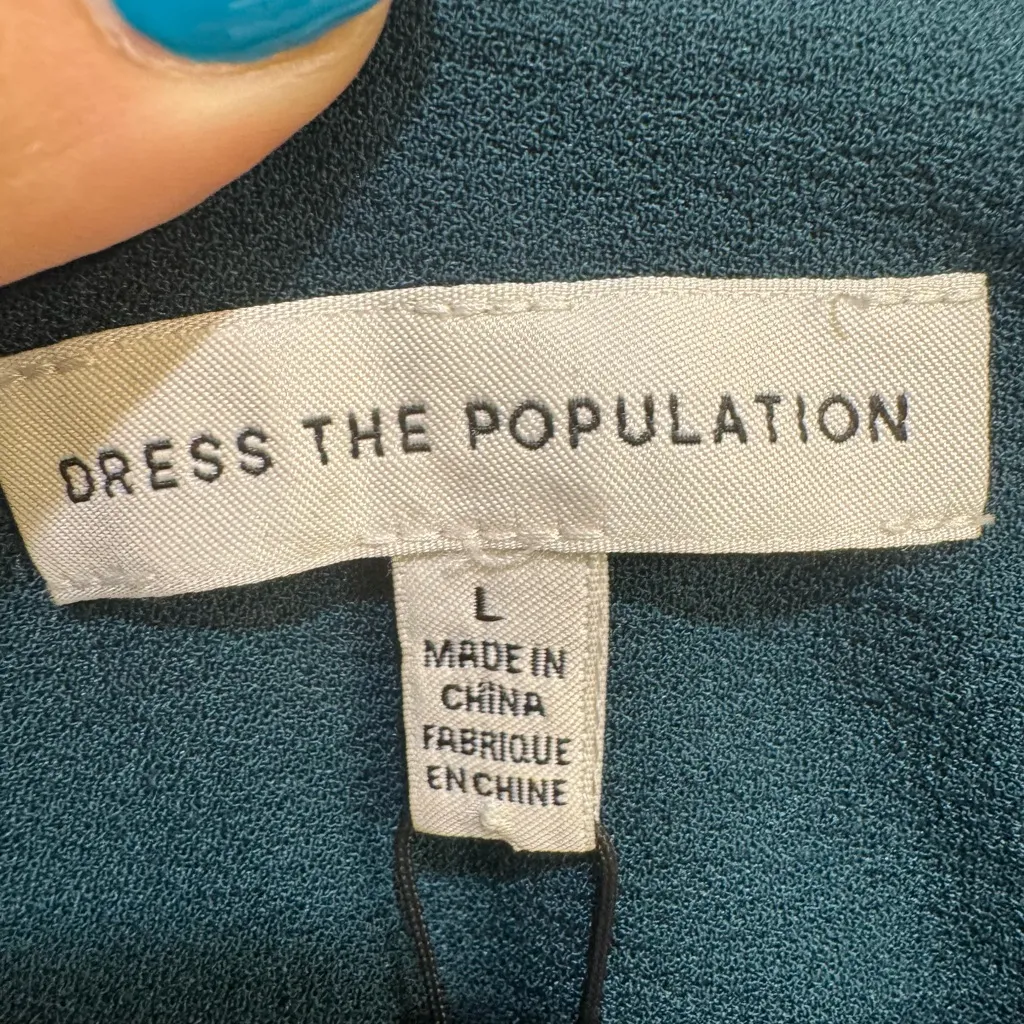 DRESS THE POPULATION
L
MADE IN
CHINA
FABRIQUE
EN CHINE